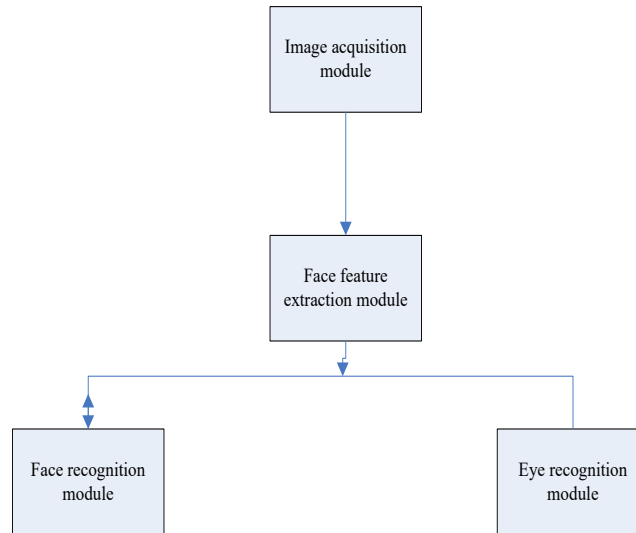 Image acquisition
module
Face feature
extraction module
Face recognition
module
Eye recognition
module